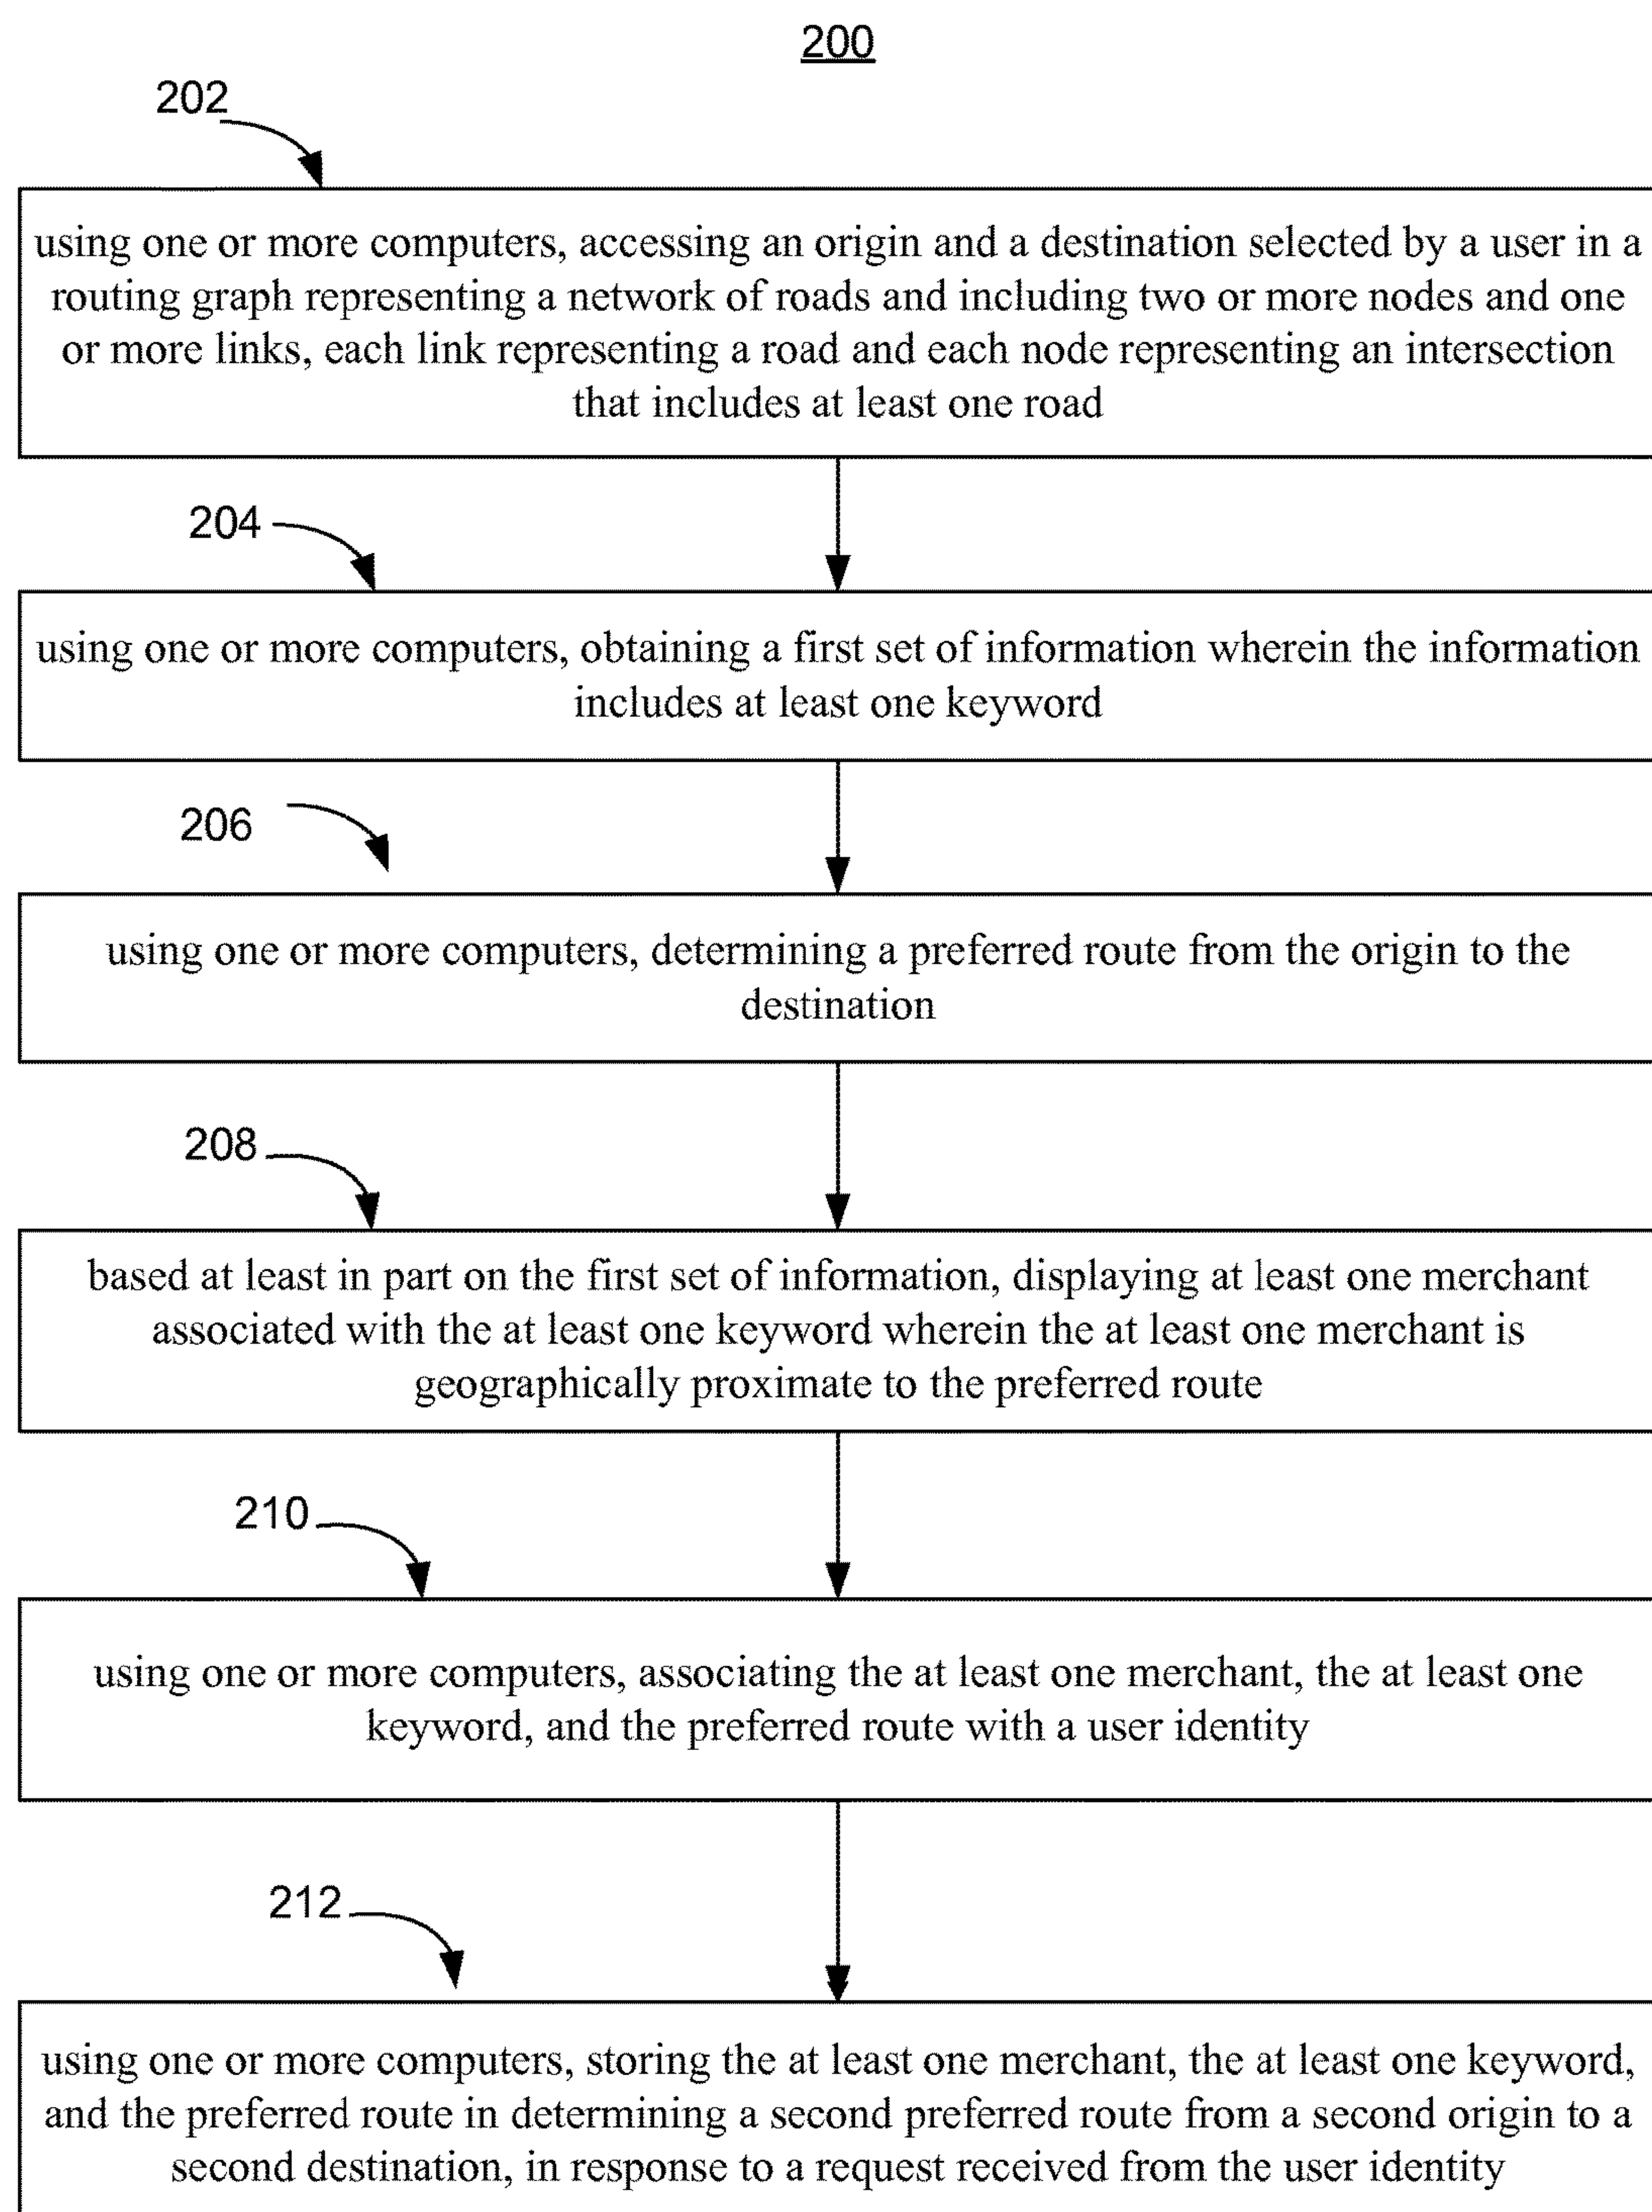 200
202
using one or more computers, accessing an origin and a destination selected by a user in a
routing graph representing a network of roads and including two or more nodes and one
or more links, each link representing a road and each node representing an intersection
that includes at least one road
204
using one or more computers, obtaining a first set of information wherein the information
includes at least one keyword
206
using one or more computers, determining a preferred route from the origin to the
destination
208
based at least in part on the first set of information, displaying at least one merchant
associated with the at least one keyword wherein the at least one merchant is
geographically proximate to the preferred route
210
using one or more computers, associating the at least one merchant, the at least one
keyword, and the preferred route with a user identity
212
using one or more computers, storing the at least one merchant, the at least one keyword,
and the preferred route in determining a second preferred route from a second origin to a
second destination, in response to a request received from the user identity